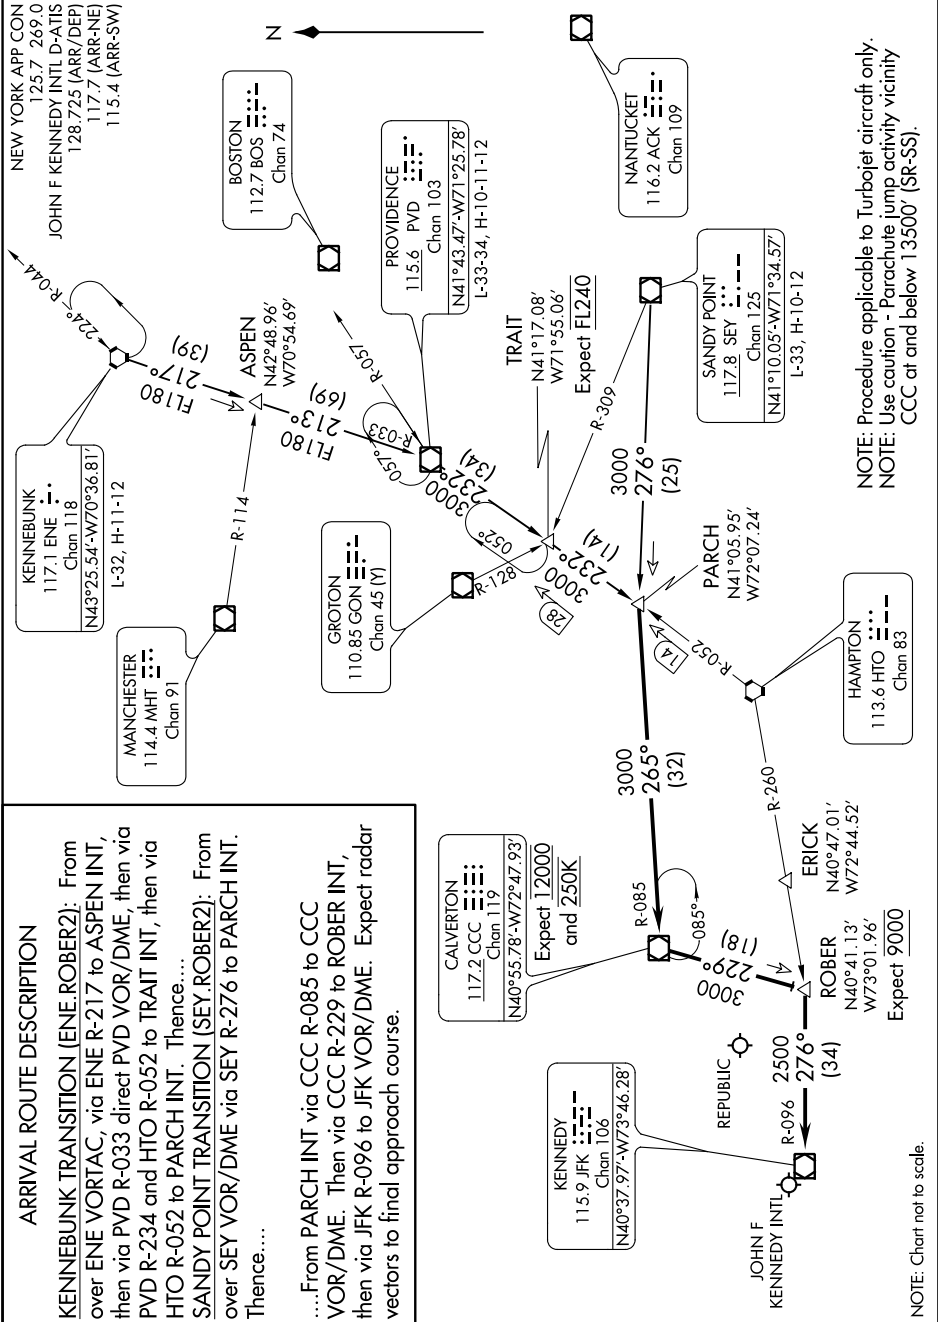 NEW YORK APP CON
125.7 269.0
JOHN F KENNEDY INTL D-ATIS
128.725 (ARR/DEP)
117.7 (ARR-NE)
115.4 (ARR-SW)
ARRIVAL ROUTE DESCRIPTION
KENNEBUNK TRANSITION (ENE.ROBER2): From
over ENE VORTAC, via ENE R-217 to ASPEN INT,
then via PVD R-033 direct PVD VOR/DME, then via
PVD R-234 and HTO R-052 to TRAIT INT, then via
HTO R-052 to PARCH INT. Thence....
SANDY POINT TRANSITION (SEY.ROBER2): From
over SEY VOR/DME via SEY R-276 to PARCH INT.
Thence....
....From PARCH INT via CCC R-085 to CCC
VOR/DME. Then via CCC R-229 to ROBER INT,
then via JFK R-096 to JFK VOR/DME. Expect radar
vectors to final approach course.
KENNEBUNK
117.1 ENE
Chan 118
N43°25.54'-W70°36.81'
L-32, H-11-12
R-044
224°
FL180
217°
(39)
MANCHESTER
114.4 MHT
Chan 91
R-114
ASPEN
N42°48.96'
W70°54.69'
FL180
213°
(69)
BOSTON
112.7 BOS
Chan 74
N
PROVIDENCE
115.6 PVD
Chan 103
N41°43.47'-W71°25.78'
L-33-34, H-10-11-12
R-057
R-033
057°
3000
232°
(34)
GROTON
110.85 GON
Chan 45 (Y)
R-128
052°
TRAIT
N41°17.08'
W71°55.06'
Expect FL240
28
3000
232°
(14)
R-309
NANTUCKET
116.2 ACK
Chan 109
SANDY POINT
117.8 SEY
Chan 125
N41°10.05'-W71°34.57'
L-33, H-10-12
3000
276°
(25)
PARCH
N41°05.95'
W72°07.24'
14
R-052
3000
265°
(32)
HAMPTON
113.6 HTO
Chan 83
R-260
ERICK
N40°47.01'
W72°44.52'
CALVERTON
117.2 CCC
Chan 119
N40°55.78'-W72°47.93'
Expect 12000
and 250K
R-085
085°
3000
229°
(18)
ROBER
N40°41.13'
W73°01.96'
Expect 9000
REPUBLIC
2500
276°
(34)
R-096
KENNEDY
115.9 JFK
Chan 106
N40°37.97'-W73°46.28'
JOHN F
KENNEDY INTL
NOTE: Procedure applicable to Turbojet aircraft only.
NOTE: Use caution - Parachute jump activity vicinity
CCC at and below 13500' (SR-SS).
NOTE: Chart not to scale.